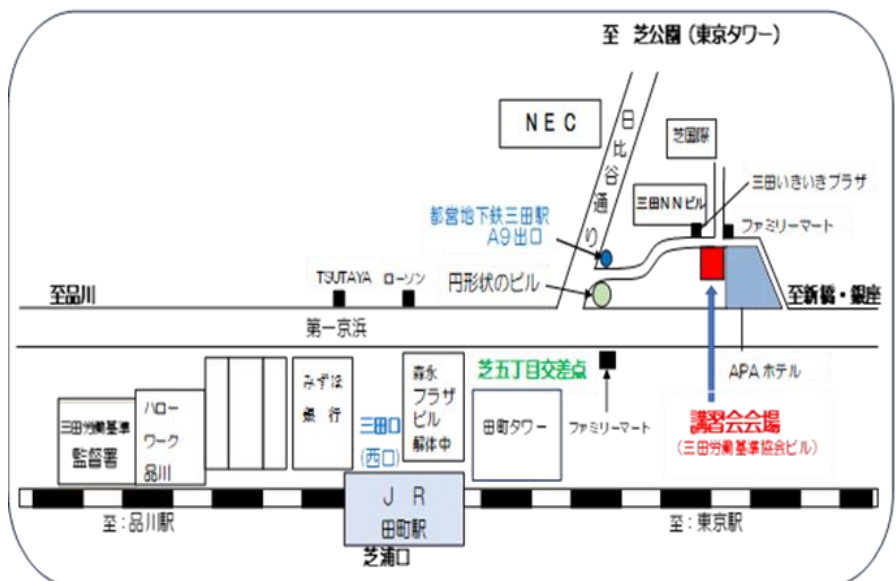 至 芝公園（東京タワー）
NEC
日比谷通り
芝国際
三田いきいきプラザ
三田NNビル
都営地下鉄三田駅
A9出口
ファミリーマート
TSUTAYA ローソン
円形状のビル
至品川
至新橋・銀座
第一京浜
APAホテル
芝五丁目交差点
みずほ
銀行
三田口
(西口)
森永
プラザ
ビル
解体中
田町タワー
ファミリーマート
講習会会場
(三田労働基準協会ビル)
三田労働基準
監督署
ハロー
ワーク
品川
JR
田町駅
至：品川駅
至：東京駅
芝浦口